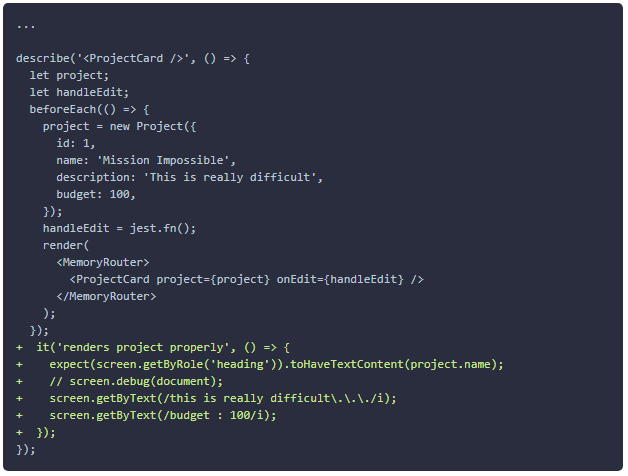 ...
describe('<ProjectCard />', () => {
  let project;
  let handleEdit;
  beforeEach(() => {
    project = new Project({
      id: 1,
      name: 'Mission Impossible',
      description: 'This is really difficult',
      budget: 100,
    });
    handleEdit = jest.fn();
    render(
      <MemoryRouter>
        <ProjectCard project={project} onEdit={handleEdit} />
      </MemoryRouter>
    );
  });
+  it('renders project properly', () => {
+    expect(screen.getByRole('heading')).toHaveTextContent(project.name);
+    // screen.debug(document);
+    screen.getByText(/this is really difficult\.\.\./i);
+    screen.getByText(/budget : 100/i);
+  });
});